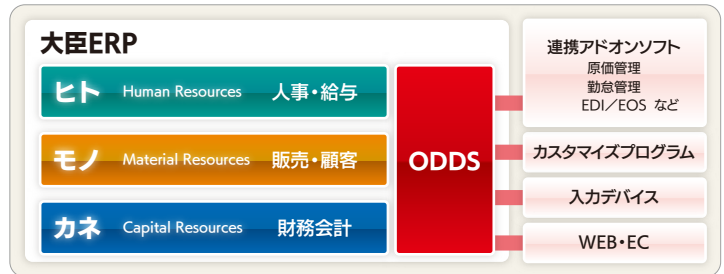 大臣ERP
ヒト Human Resources 人事・給与
モノ Material Resources 販売・顧客
カネ Capital Resources 財務会計
ODDS
連携アドオンソフト
原価管理
勤怠管理
EDI／EOS など
カスタマイズプログラム
入力デバイス
WEB・EC